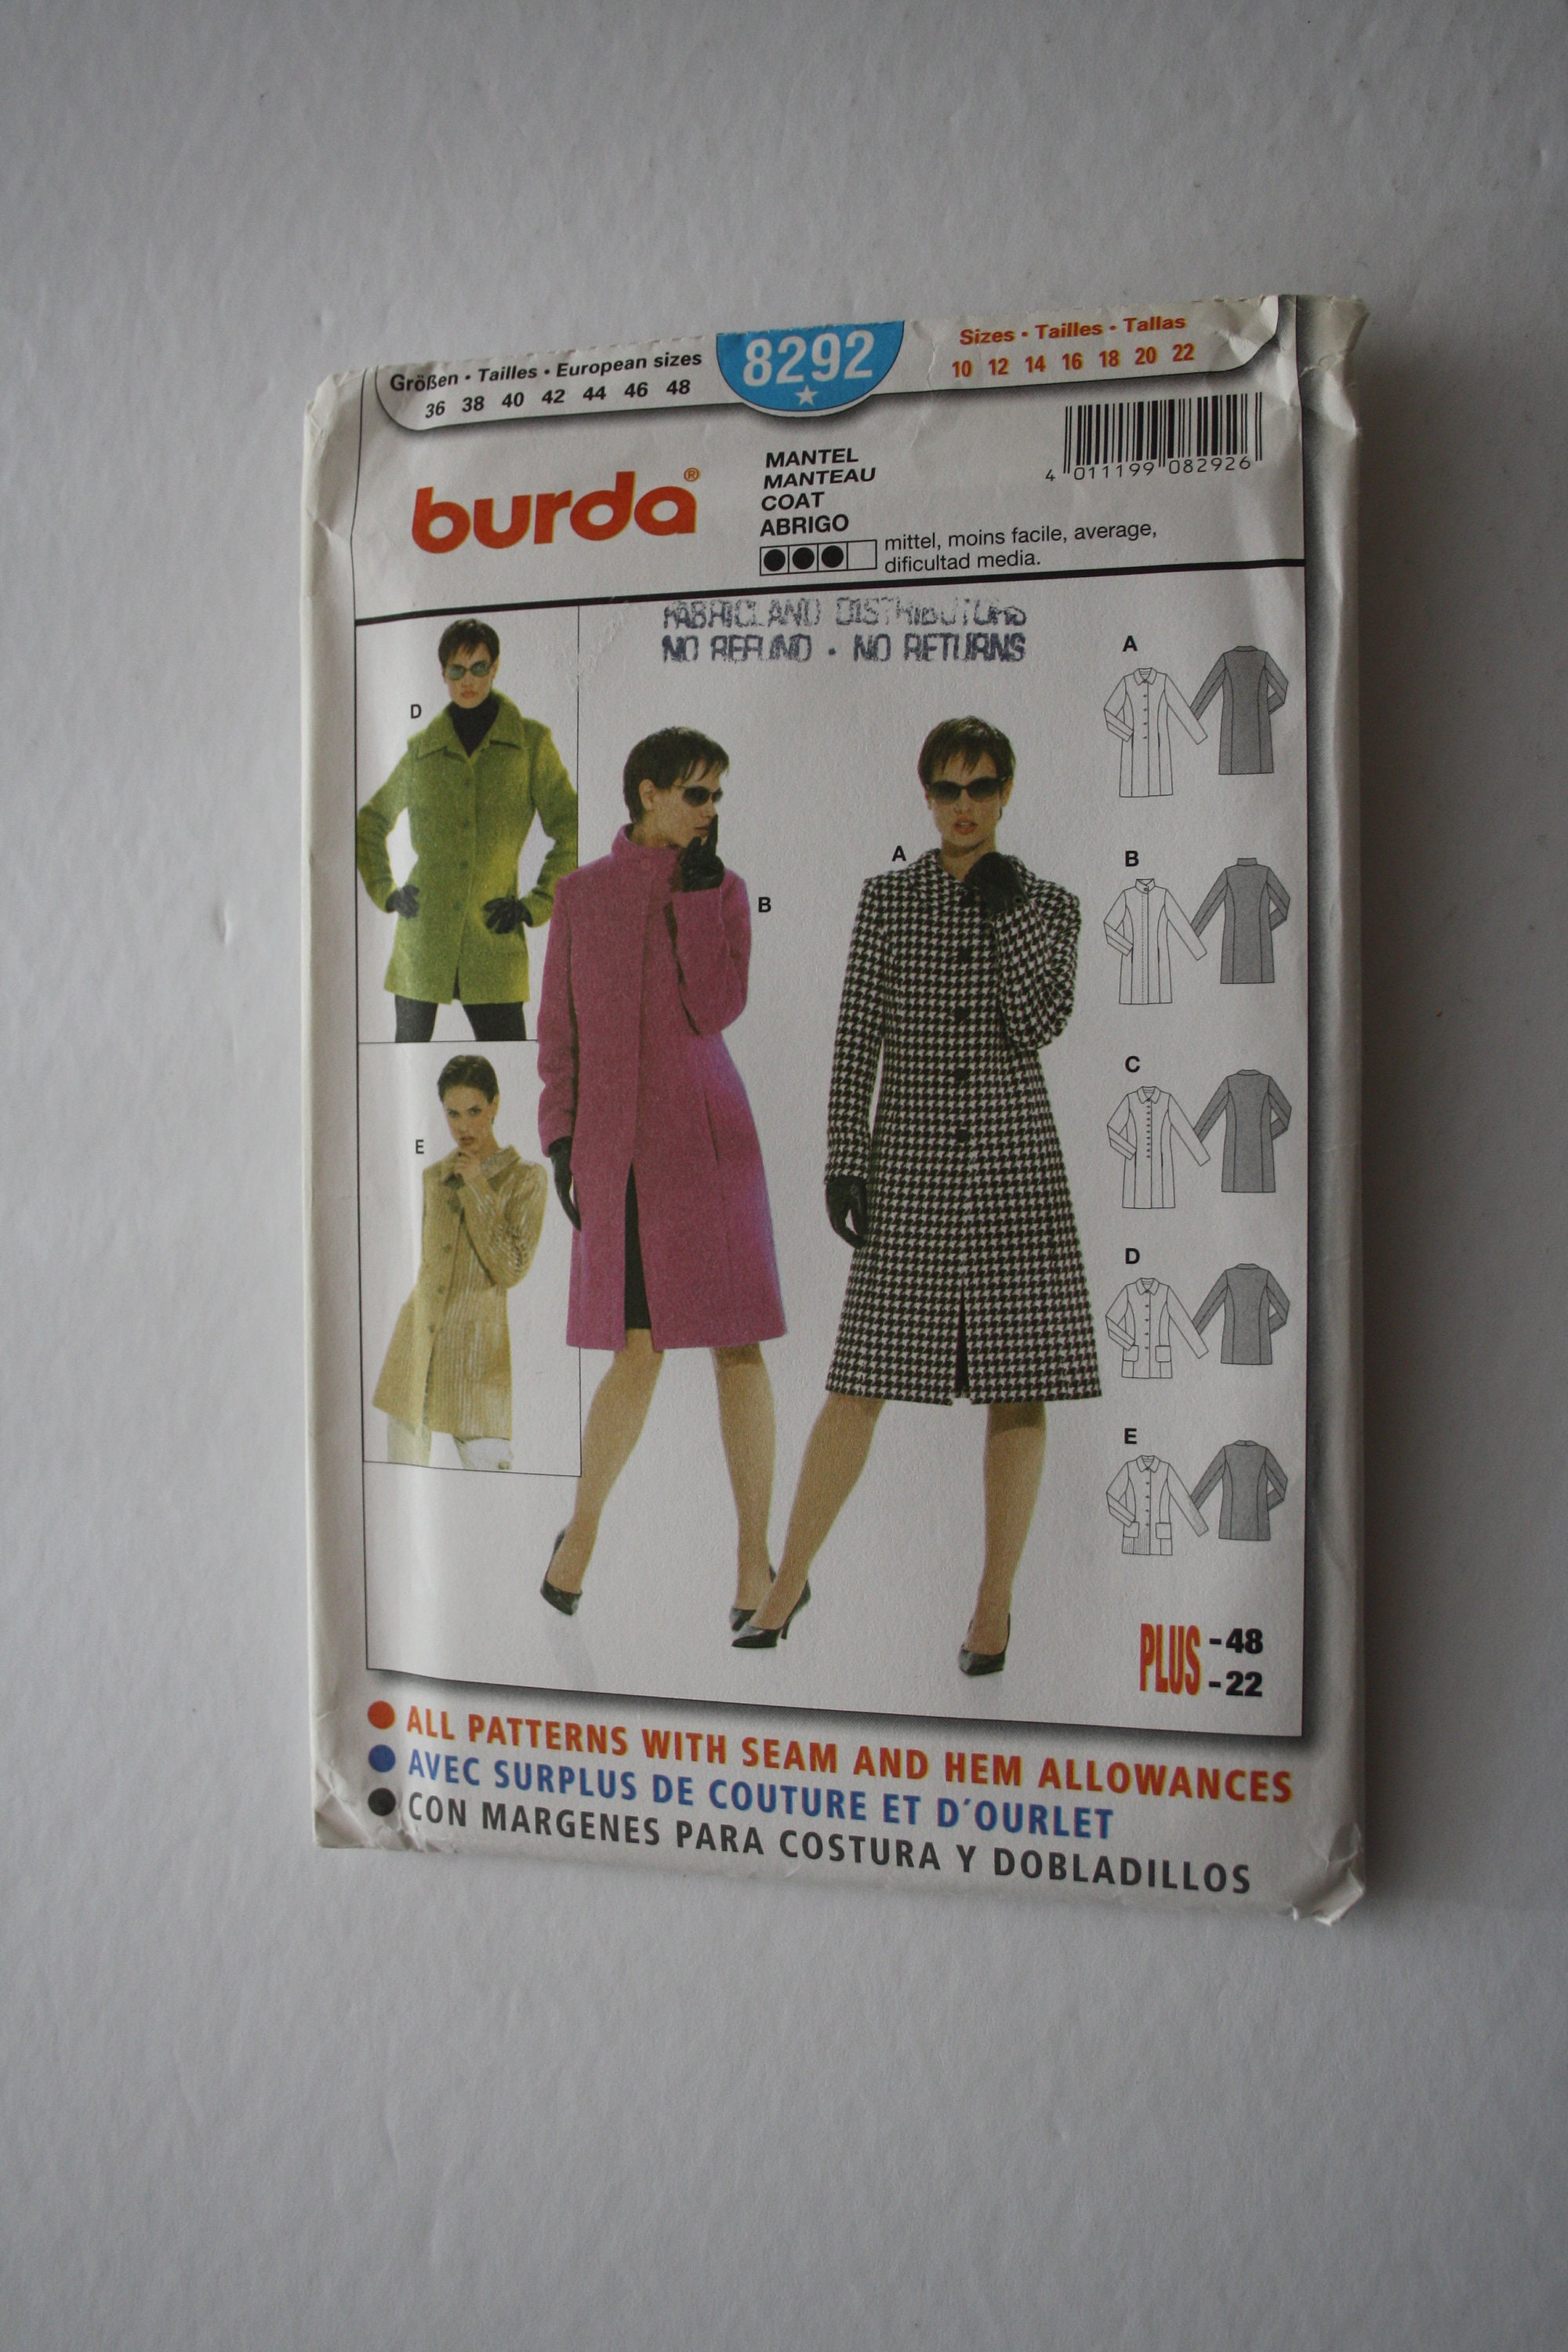 Größen • Tailles • European sizes
36 38 40 42 44 46 48
8292
Sizes • Tailles • Tallas
10 12 14 16 18 20 22
burda®
MANTEL
MANTEAU
COAT
ABRIGO
mittel, moins facile, average,
dificultad media.
4 011199 082926
FABRICLAND DISTRIBUTORS
NO REFUND • NO RETURNS
D
B
A
E
A
B
C
D
E
PLUS -48
-22
ALL PATTERNS WITH SEAM AND HEM ALLOWANCES
AVEC SURPLUS DE COUTURE ET D´OURLET
CON MARGENES PARA COSTURA Y DOBLADILLOS